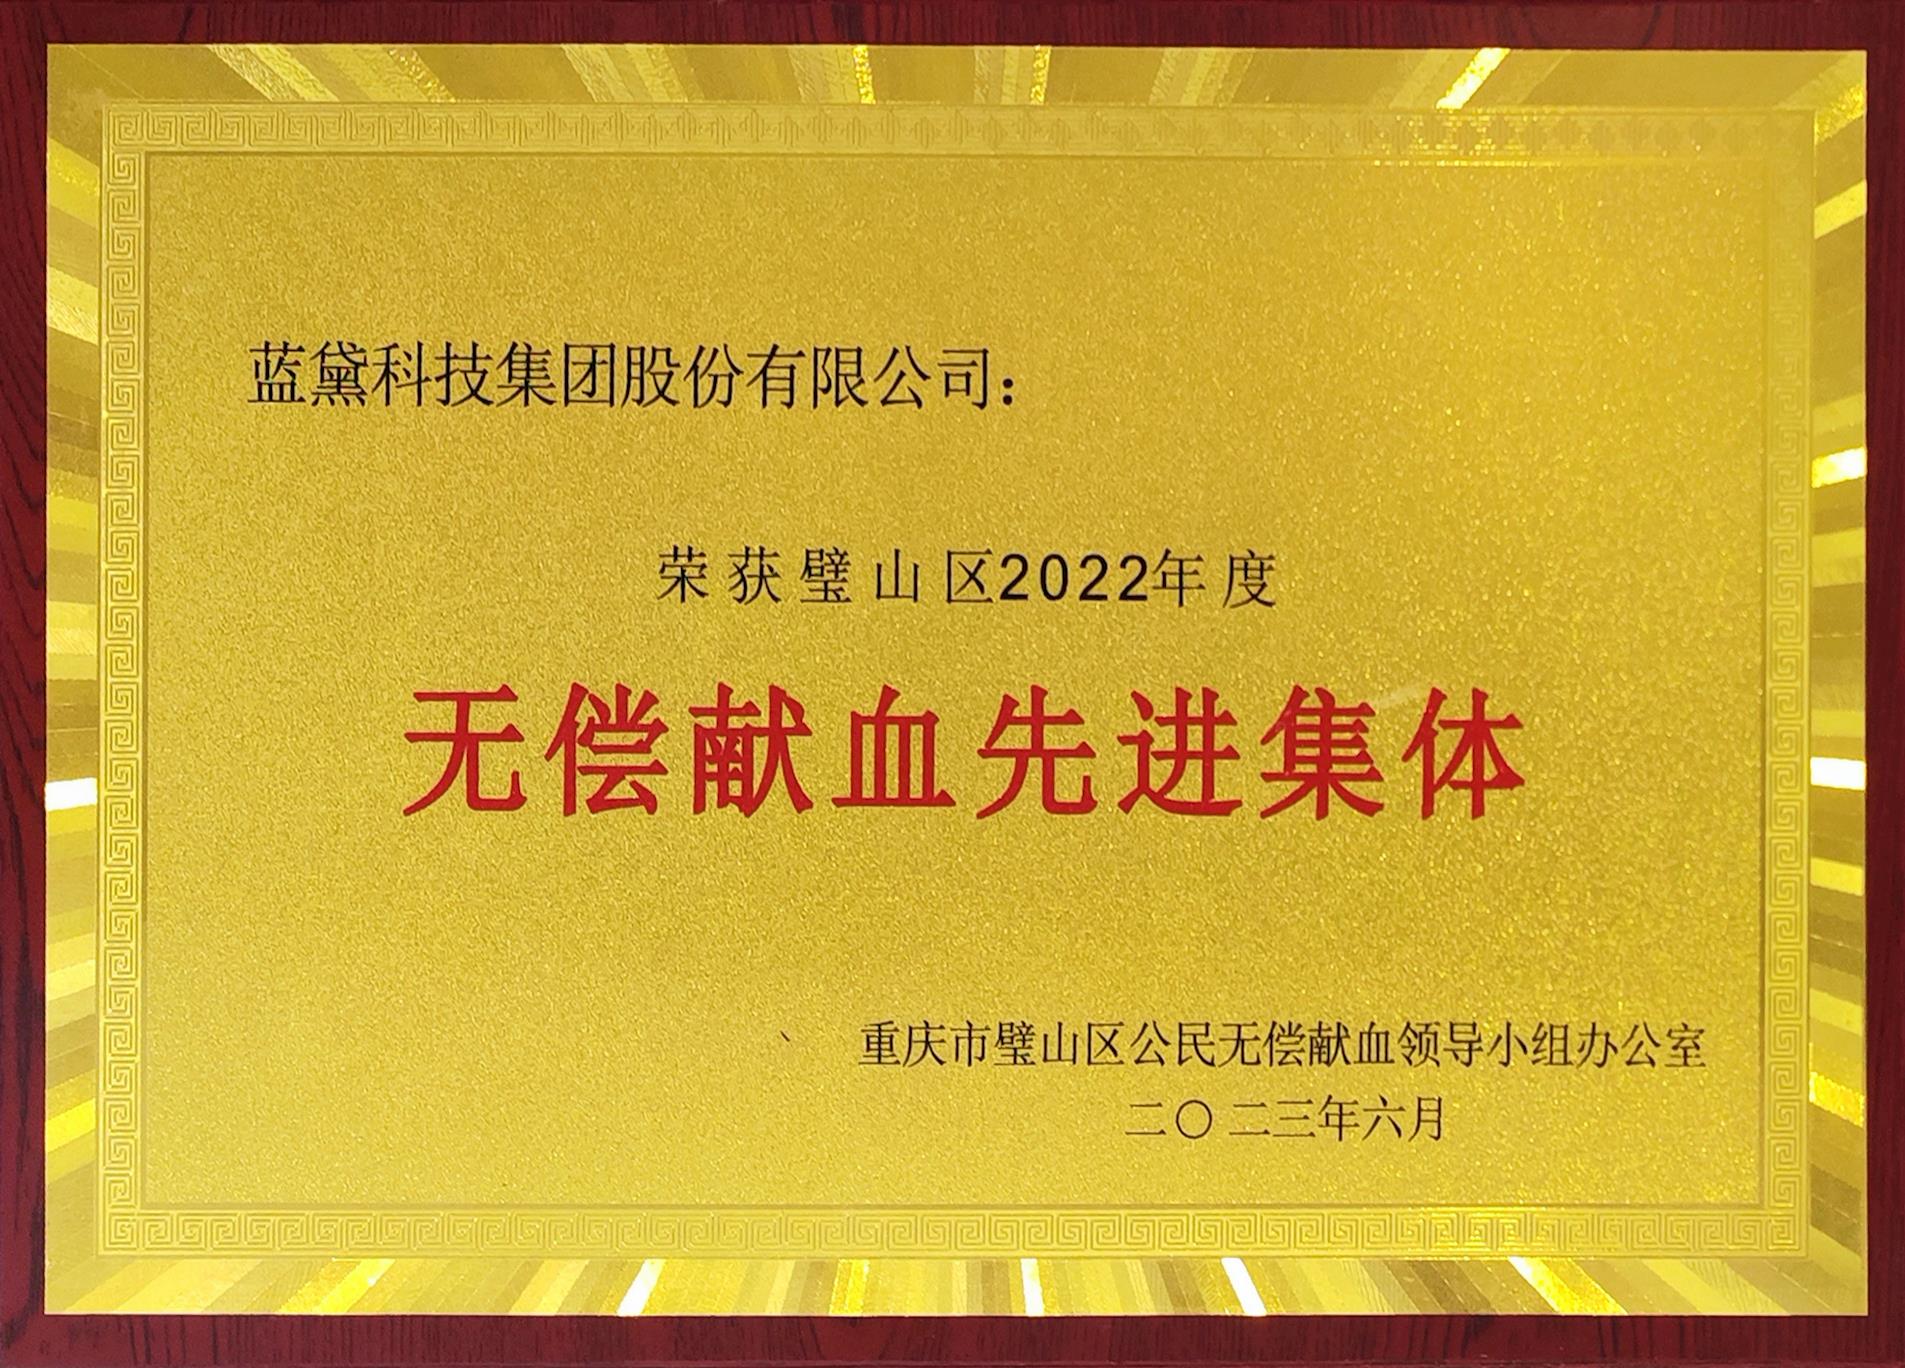 蓝黛科技集团股份有限公司：
荣获璧山区2022年度
无偿献血先进集体
重庆市璧山区公民无偿献血领导小组办公室
二〇二三年六月